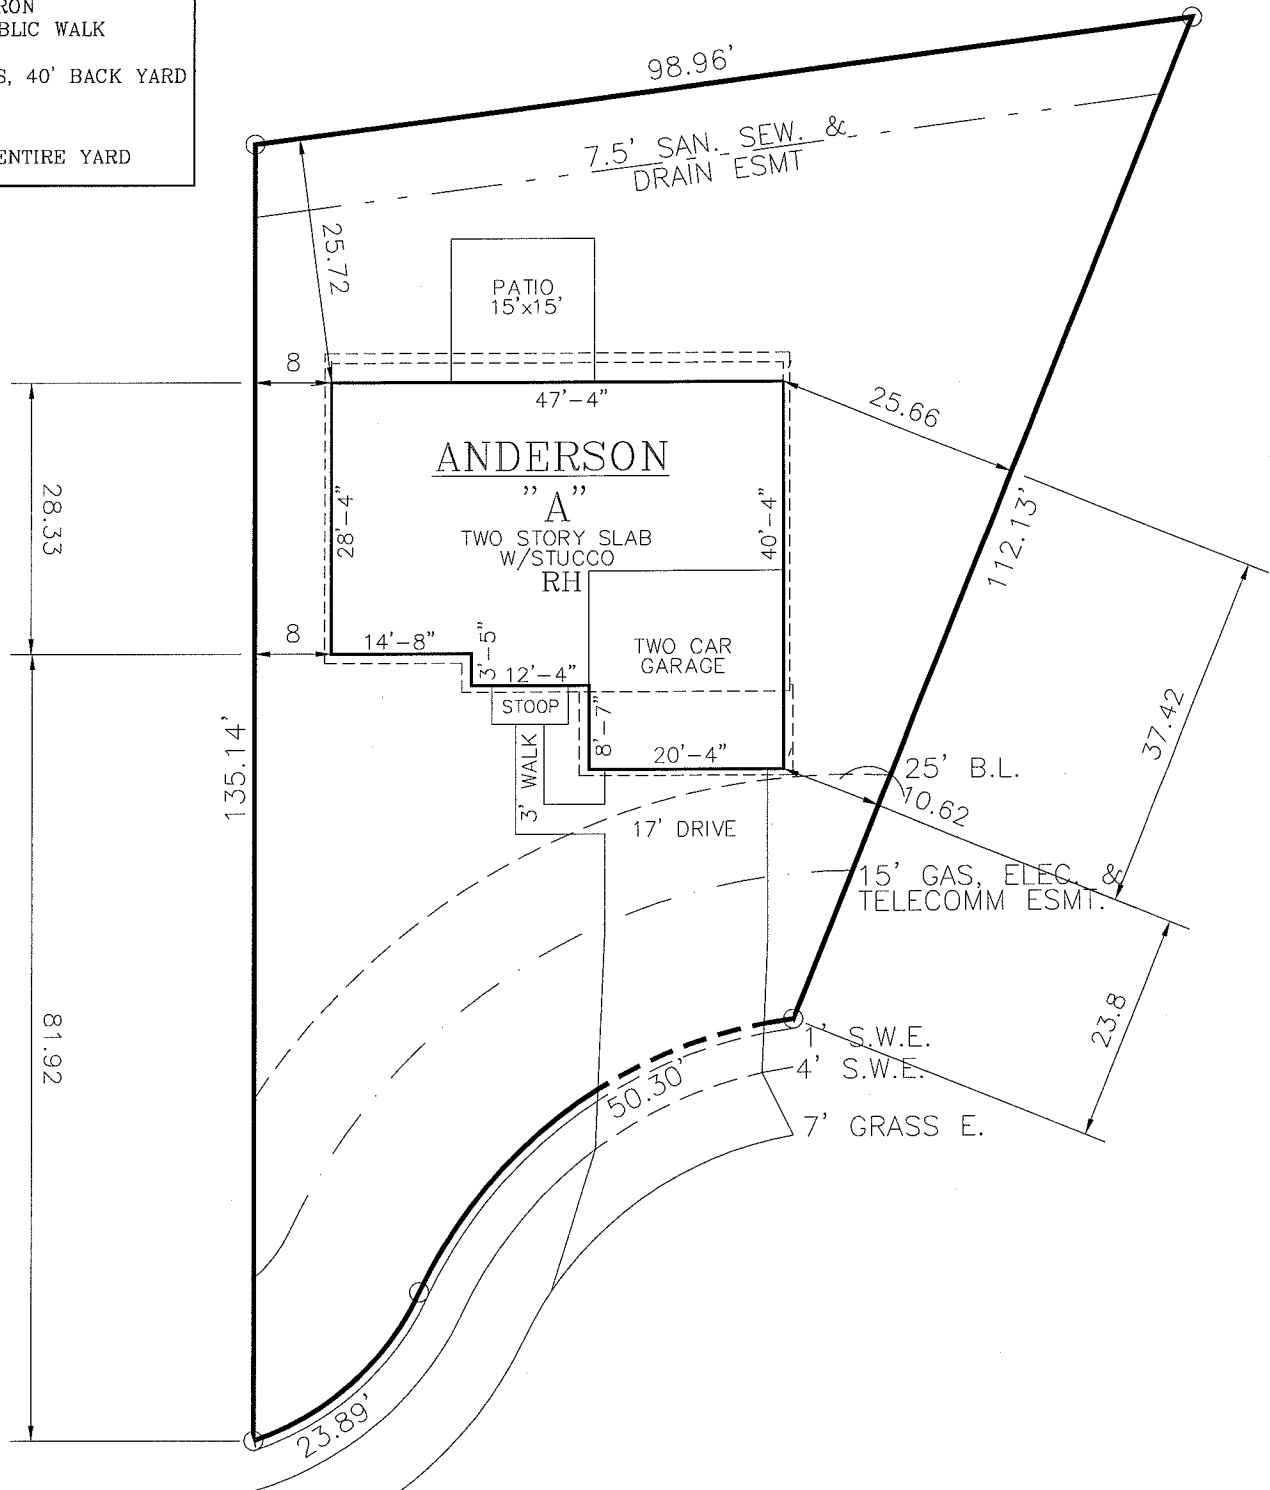 BLIC WALK
S, 40' BACK YARD
ENTIRE YARD
98.96'
7.5' SAN. SEW. &
DRAIN ESMT
25.72
PATIO
15'x15'
8
47'-4"
25.66
ANDERSON
"A"
TWO STORY SLAB
W/STUCCO
RH
28'-4"
40'-4"
28.33
112.13'
8
14'-8"
3'-5"
12'-4"
TWO CAR
GARAGE
STOOP
8'-7"
20'-4"
37.42
135.14'
3' WALK
25' B.L.
10.62
17' DRIVE
15' GAS, ELEC. &
TELECOMM ESMT.
81.92
23.8
1' S.W.E.
4' S.W.E.
50.30'
7' GRASS E.
23.89'